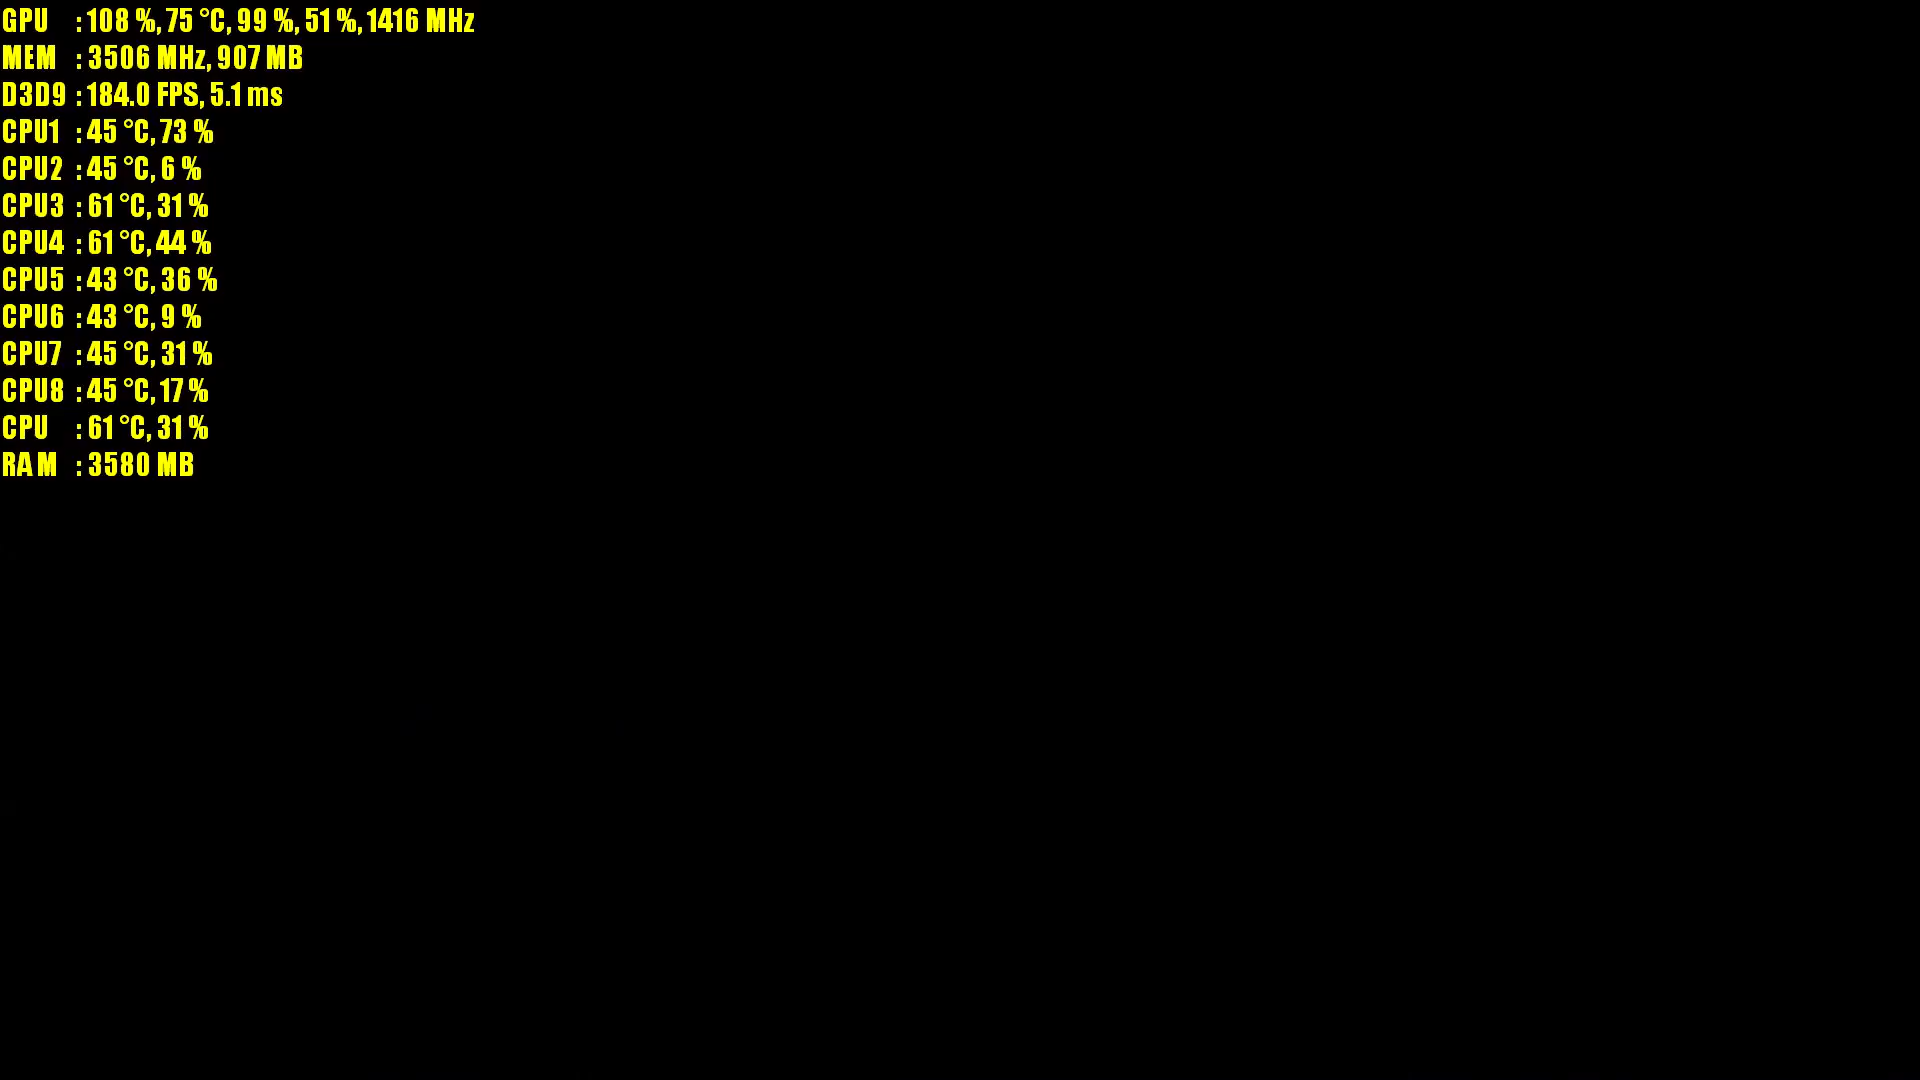 GPU : 108 %, 75 °C, 99 %, 51 %, 1416 MHz
MEM : 3506 MHz, 907 MB
D3D9 : 184.0 FPS, 5.1 ms
CPU1 : 45 °C, 73 %
CPU2 : 45 °C, 6 %
CPU3 : 61 °C, 31 %
CPU4 : 61 °C, 44 %
CPU5 : 43 °C, 36 %
CPU6 : 43 °C, 9 %
CPU7 : 45 °C, 31 %
CPU8 : 45 °C, 17 %
CPU : 61 °C, 31 %
RAM : 3580 MB